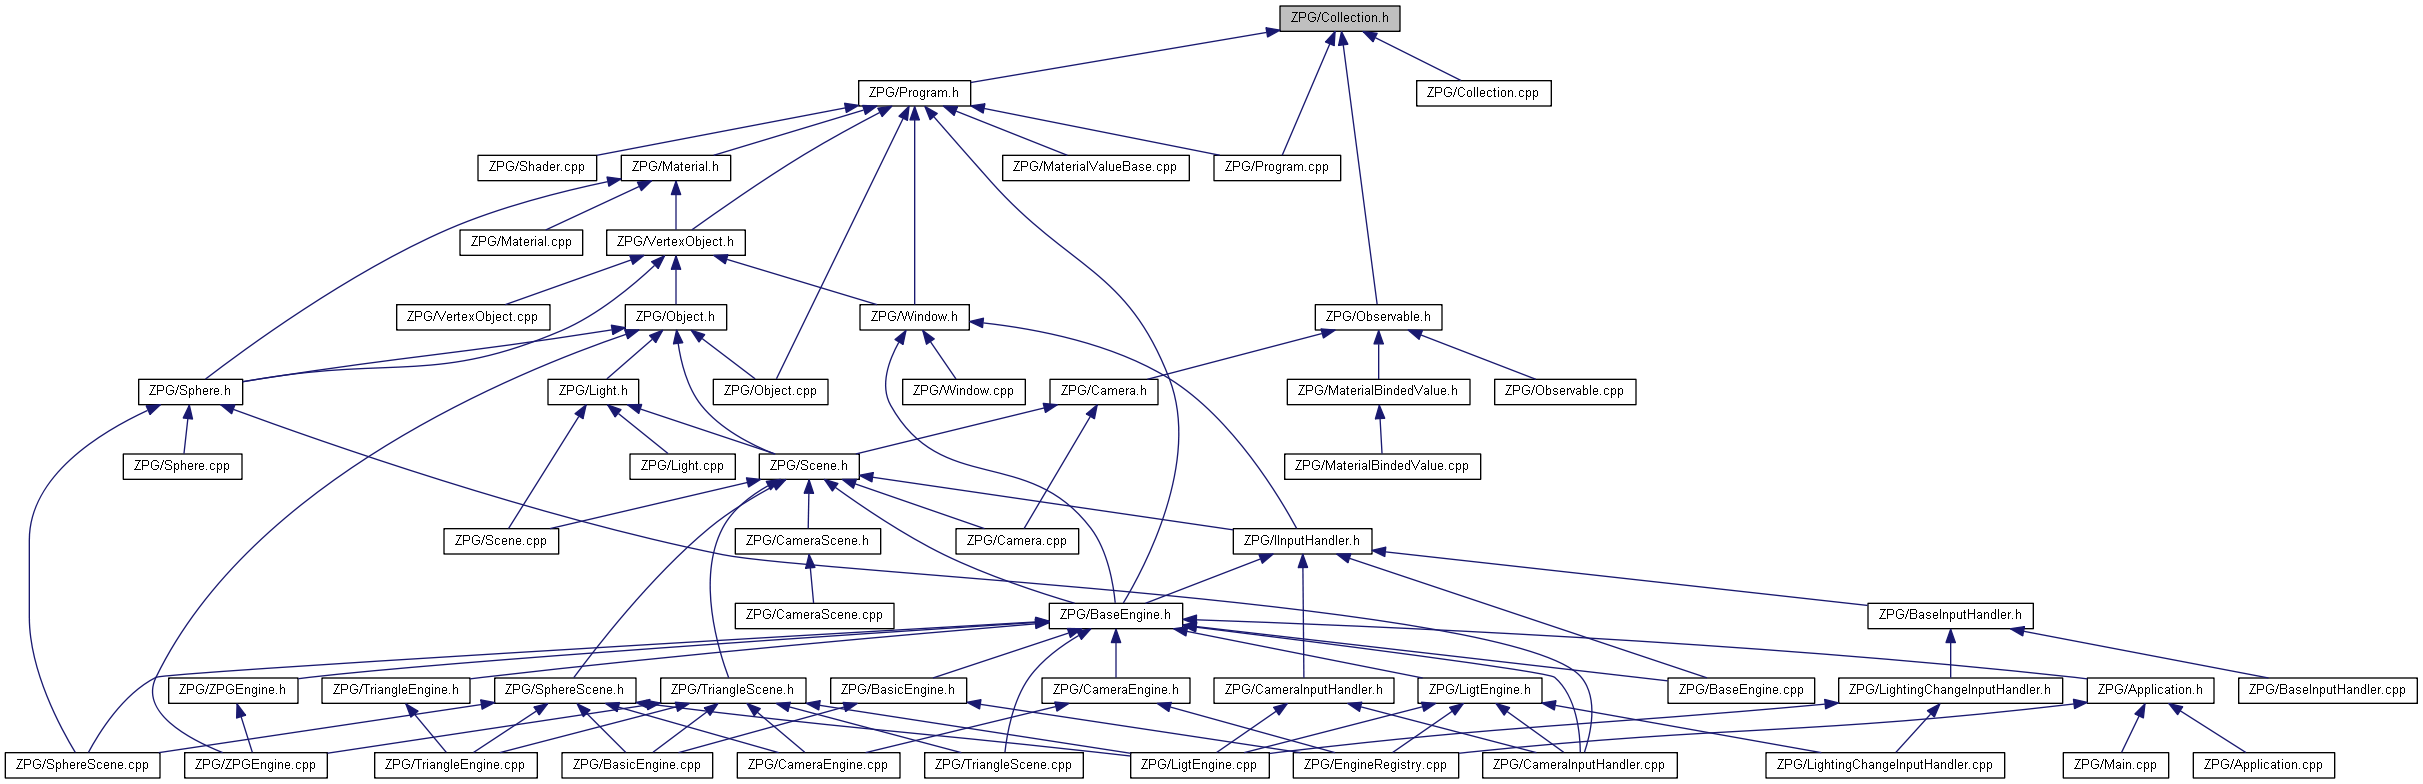 ZPG/Collection.h
ZPG/Program.h
ZPG/Collection.cpp
ZPG/Shader.cpp
ZPG/Material.h
ZPG/MaterialValueBase.cpp
ZPG/Program.cpp
ZPG/Material.cpp
ZPG/VertexObject.h
ZPG/VertexObject.cpp
ZPG/Object.h
ZPG/Window.h
ZPG/Observable.h
ZPG/Sphere.h
ZPG/Light.h
ZPG/Object.cpp
ZPG/Window.cpp
ZPG/Camera.h
ZPG/MaterialBindedValue.h
ZPG/Observable.cpp
ZPG/Sphere.cpp
ZPG/Light.cpp
ZPG/Scene.h
ZPG/MaterialBindedValue.cpp
ZPG/Scene.cpp
ZPG/CameraScene.h
ZPG/Camera.cpp
ZPG/IInputHandler.h
ZPG/CameraScene.cpp
ZPG/BaseEngine.h
ZPG/BaseInputHandler.h
ZPG/ZPGEngine.h
ZPG/TriangleEngine.h
ZPG/SphereScene.h
ZPG/TriangleScene.h
ZPG/BasicEngine.h
ZPG/CameraEngine.h
ZPG/CameraInputHandler.h
ZPG/LigtEngine.h
ZPG/BaseEngine.cpp
ZPG/LightingChangeInputHandler.h
ZPG/Application.h
ZPG/BaseInputHandler.cpp
ZPG/SphereScene.cpp
ZPG/ZPGEngine.cpp
ZPG/TriangleEngine.cpp
ZPG/BasicEngine.cpp
ZPG/CameraEngine.cpp
ZPG/TriangleScene.cpp
ZPG/LigtEngine.cpp
ZPG/EngineRegistry.cpp
ZPG/CameraInputHandler.cpp
ZPG/LightingChangeInputHandler.cpp
ZPG/Main.cpp
ZPG/Application.cpp